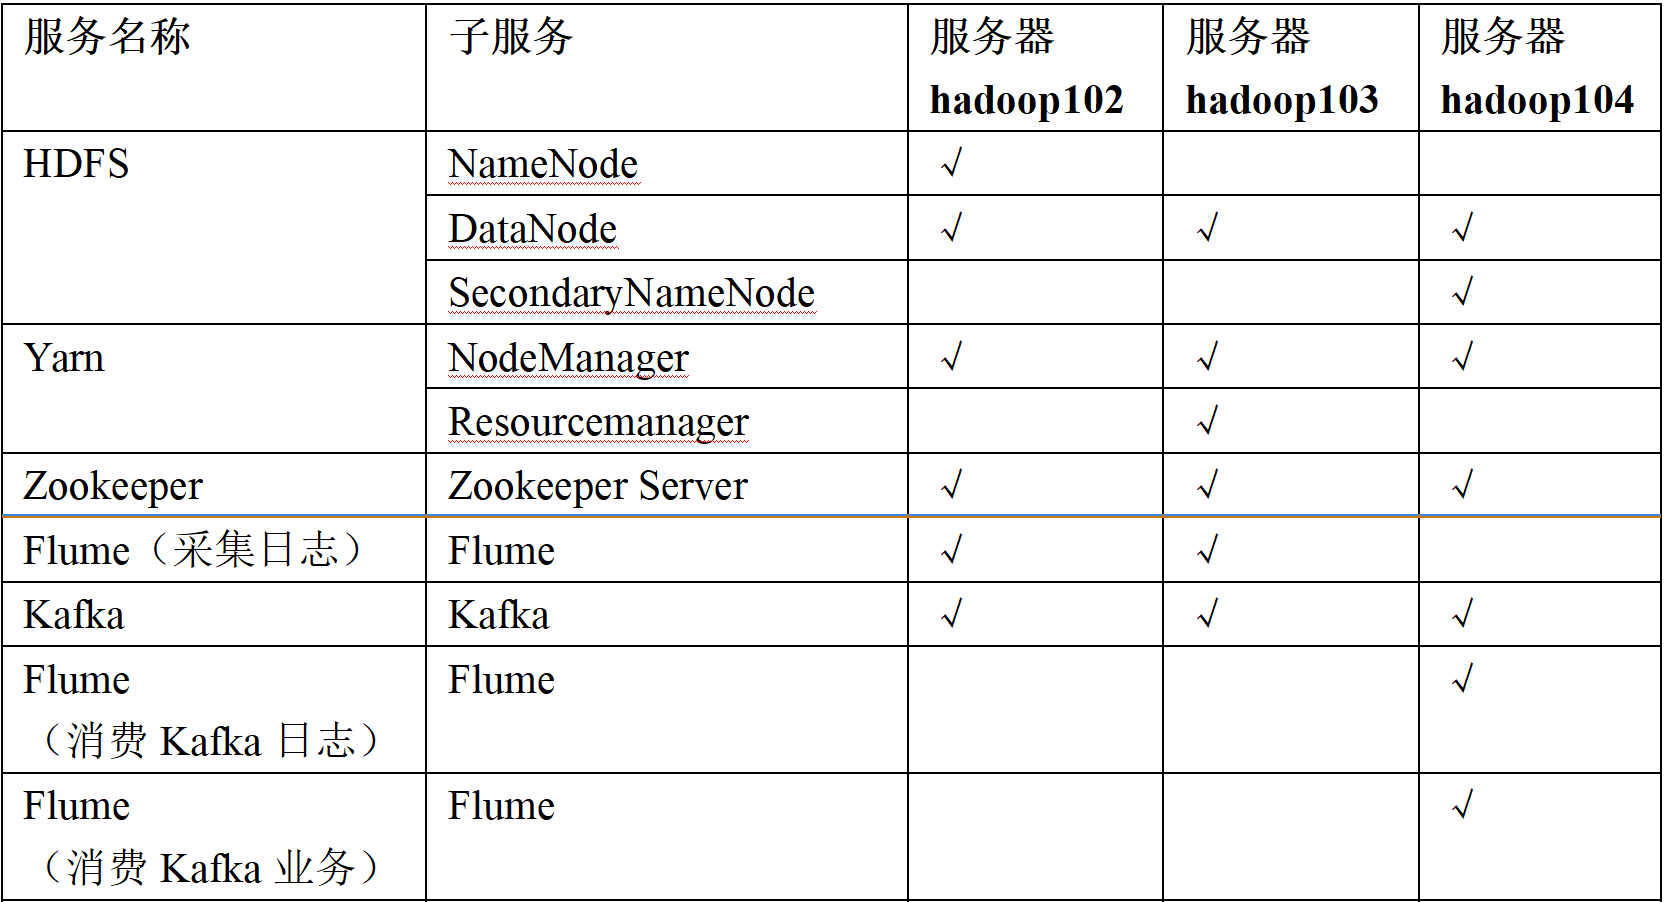 服务名称 子服务 服务器 服务器 服务器
hadoop102 hadoop103 hadoop104
HDFS NameNode √
DataNode √ √ √
SecondaryNameNode √
Yarn NodeManager √ √ √
Resourcemanager √
Zookeeper Zookeeper Server √ √ √
Flume（采集日志） Flume √ √
Kafka Kafka √ √ √
Flume Flume √
（消费 Kafka 日志）
Flume Flume √
（消费 Kafka 业务）